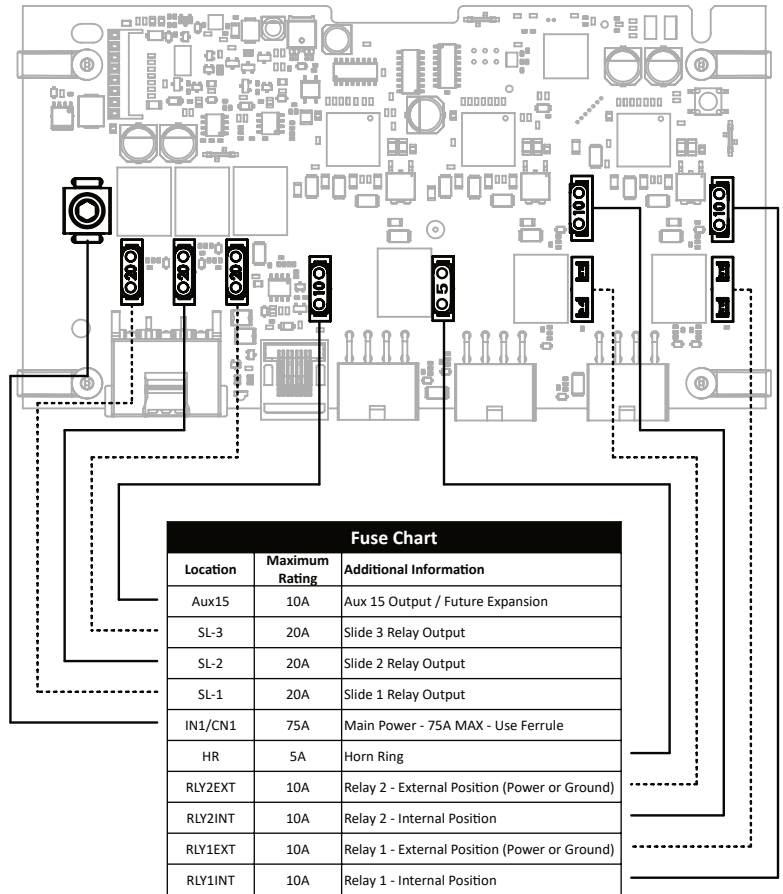 10
10
20
20
20
10
5
Fuse Chart
Location Maximum Rating Additional Information
Aux15 10A Aux 15 Output / Future Expansion
SL-3 20A Slide 3 Relay Output
SL-2 20A Slide 2 Relay Output
SL-1 20A Slide 1 Relay Output
IN1/CN1 75A Main Power - 75A MAX - Use Ferrule
HR 5A Horn Ring
RLY2EXT 10A Relay 2 - External Position (Power or Ground)
RLY2INT 10A Relay 2 - Internal Position
RLY1EXT 10A Relay 1 - External Position (Power or Ground)
RLY1INT 10A Relay 1 - Internal Position